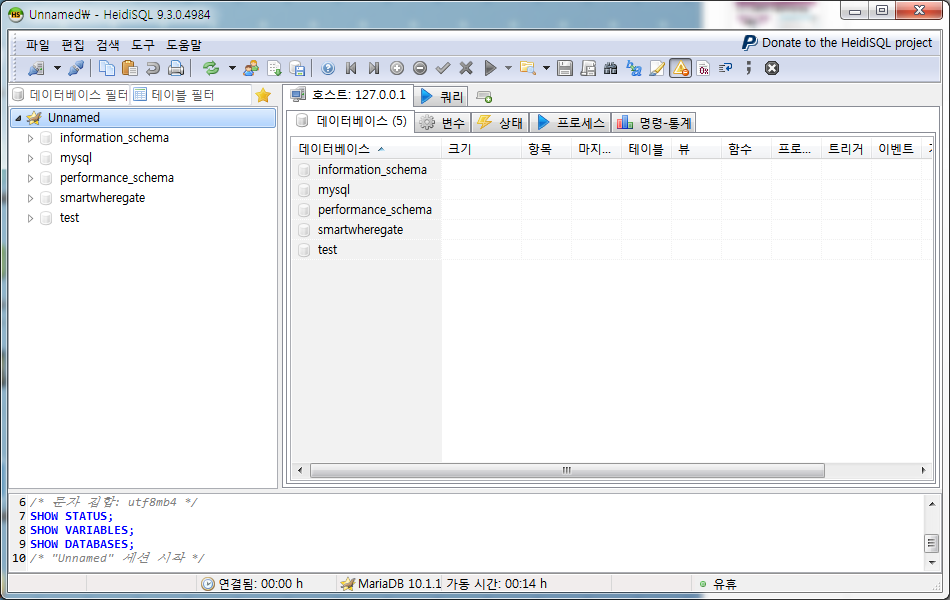 Unnamed₩ - HeidiSQL 9.3.0.4984
파일 편집 검색 도구 도움말
Donate to the HeidiSQL project
데이터베이스 필터 테이블 필터
호스트: 127.0.0.1 쿼리
Unnamed
information_schema
mysql
performance_schema
smartwheregate
test
데이터베이스 (5) 변수 상태 프로세스 명령-통계
데이터베이스 크기 항목 마지... 테이블 뷰 함수 프로... 트리거 이벤트
information_schema
mysql
performance_schema
smartwheregate
test
6 /* 문자 집합: utf8mb4 */
7 SHOW STATUS;
8 SHOW VARIABLES;
9 SHOW DATABASES;
10 /* "Unnamed" 세션 시작 */
연결됨: 00:00 h MariaDB 10.1.1 가동 시간: 00:14 h 유휴